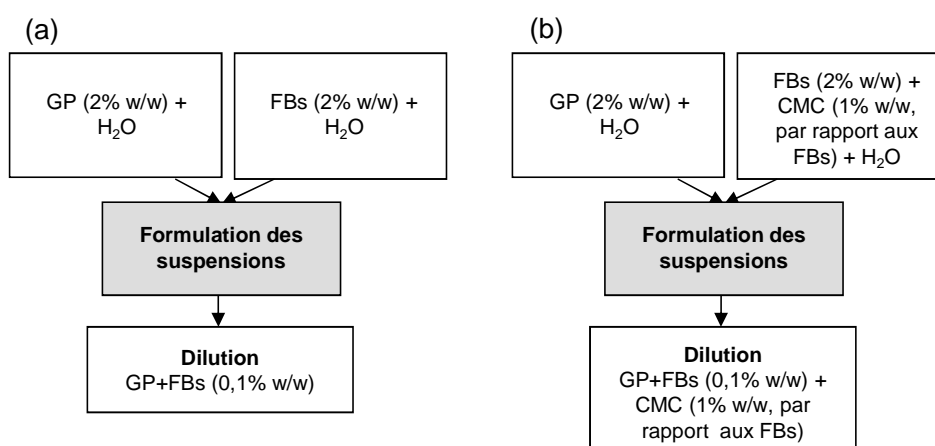 (a)
GP (2% w/w) +
H₂O
FBs (2% w/w) +
H₂O
Formulation des
suspensions
Dilution
GP+FBs (0,1% w/w)
(b)
GP (2% w/w) +
H₂O
FBs (2% w/w) +
CMC (1% w/w,
par rapport aux
FBs) + H₂O
Formulation des
suspensions
Dilution
GP+FBs (0,1% w/w) +
CMC (1% w/w, par
rapport aux FBs)